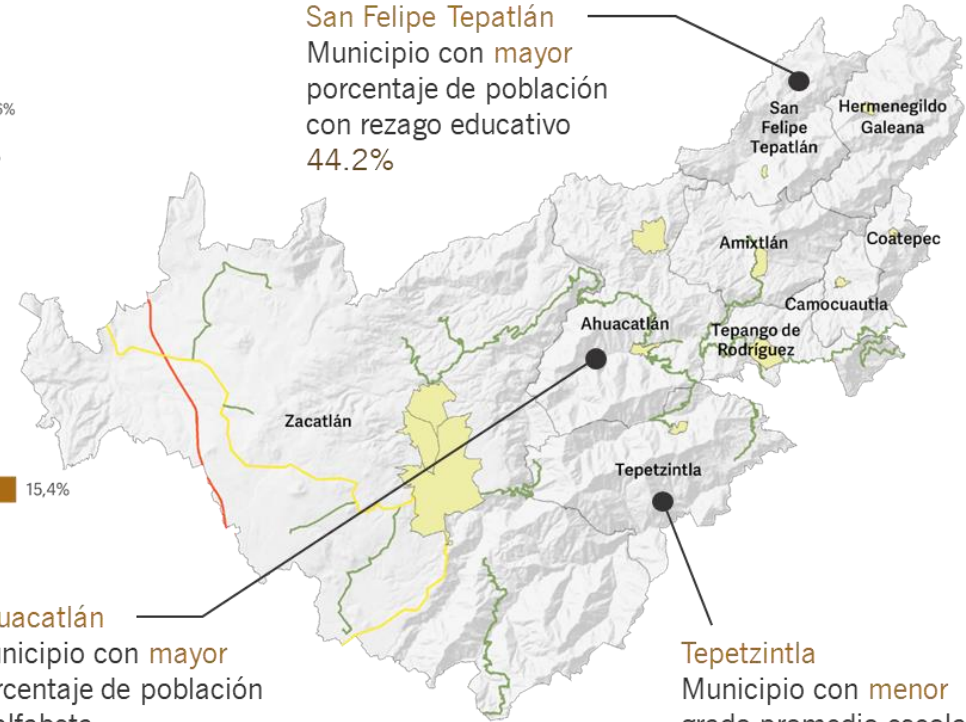 San Felipe Tepatlán
Municipio con mayor
porcentaje de población
con rezago educativo
44.2%
6%
San
Felipe
Tepatlán
Hermenegildo
Galeana
Amixtlán
Coatepec
Camocuautla
Ahuacatlán
Tepango de
Rodríguez
Zacatlán
Tepetzintla
15,4%
uacatlán
nicipio con mayor
rcentaje de población
Tepetzintla
Municipio con menor